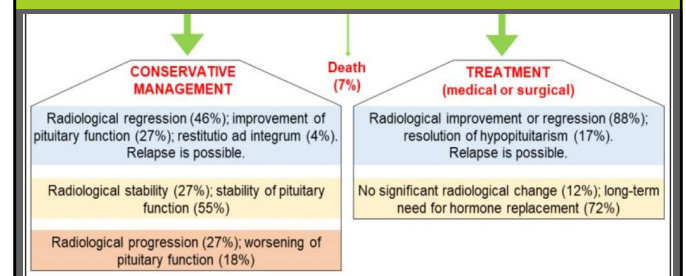 CONSERVATIVE
MANAGEMENT
Radiological regression (46%); improvement of
pituitary function (27%); restitutio ad integrum (4%).
Relapse is possible.
Radiological stability (27%); stability of pituitary
function (55%)
Radiological progression (27%); worsening of
pituitary function (18%)
Death
(7%)
TREATMENT
(medical or surgical)
Radiological improvement or regression (88%);
resolution of hypopituitarism (17%).
Relapse is possible.
No significant radiological change (12%); long-term
need for hormone replacement (72%)